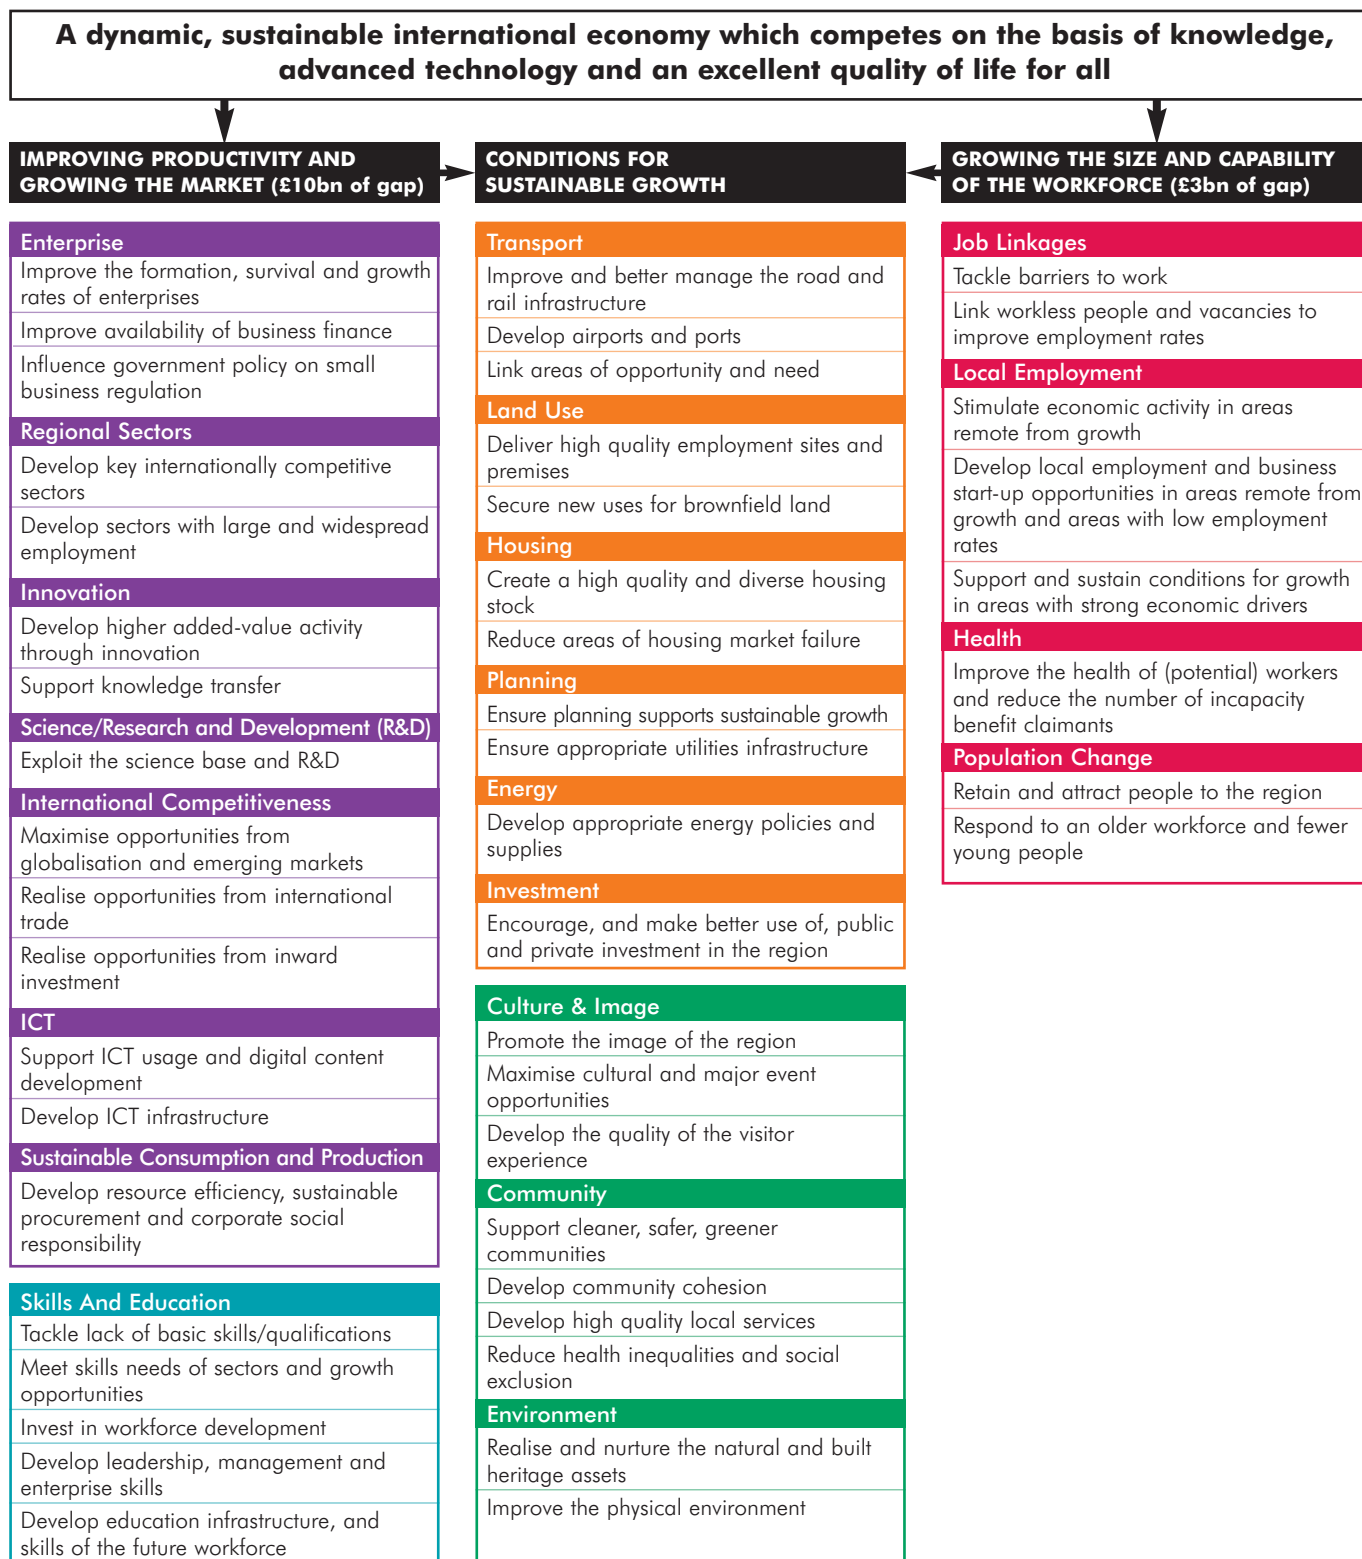 A dynamic, sustainable international economy which competes on the basis of knowledge,
advanced technology and an excellent quality of life for all
IMPROVING PRODUCTIVITY AND
GROWING THE MARKET (£10bn of gap)
Enterprise
Improve the formation, survival and growth
rates of enterprises
Improve availability of business finance
Influence government policy on small
business regulation
Regional Sectors
Develop key internationally competitive
sectors
Develop sectors with large and widespread
employment
Innovation
Develop higher added-value activity
through innovation
Support knowledge transfer
Science/Research and Development (R&D)
Exploit the science base and R&D
International Competitiveness
Maximise opportunities from
globalisation and emerging markets
Realise opportunities from international
trade
Realise opportunities from inward
investment
ICT
Support ICT usage and digital content
development
Develop ICT infrastructure
Sustainable Consumption and Production
Develop resource efficiency, sustainable
procurement and corporate social
responsibility
Skills And Education
Tackle lack of basic skills/qualifications
Meet skills needs of sectors and growth
opportunities
Invest in workforce development
Develop leadership, management and
enterprise skills
Develop education infrastructure, and
skills of the future workforce
CONDITIONS FOR
SUSTAINABLE GROWTH
Transport
Improve and better manage the road and
rail infrastructure
Develop airports and ports
Link areas of opportunity and need
Land Use
Deliver high quality employment sites and
premises
Secure new uses for brownfield land
Housing
Create a high quality and diverse housing
stock
Reduce areas of housing market failure
Planning
Ensure planning supports sustainable growth
Ensure appropriate utilities infrastructure
Energy
Develop appropriate energy policies and
supplies
Investment
Encourage, and make better use of, public
and private investment in the region
Culture & Image
Promote the image of the region
Maximise cultural and major event
opportunities
Develop the quality of the visitor
experience
Community
Support cleaner, safer, greener
communities
Develop community cohesion
Develop high quality local services
Reduce health inequalities and social
exclusion
Environment
Realise and nurture the natural and built
heritage assets
Improve the physical environment
GROWING THE SIZE AND CAPABILITY
OF THE WORKFORCE (£3bn of gap)
Job Linkages
Tackle barriers to work
Link workless people and vacancies to
improve employment rates
Local Employment
Stimulate economic activity in areas
remote from growth
Develop local employment and business
start-up opportunities in areas remote from
growth and areas with low employment
rates
Support and sustain conditions for growth
in areas with strong economic drivers
Health
Improve the health of (potential) workers
and reduce the number of incapacity
benefit claimants
Population Change
Retain and attract people to the region
Respond to an older workforce and fewer
young people